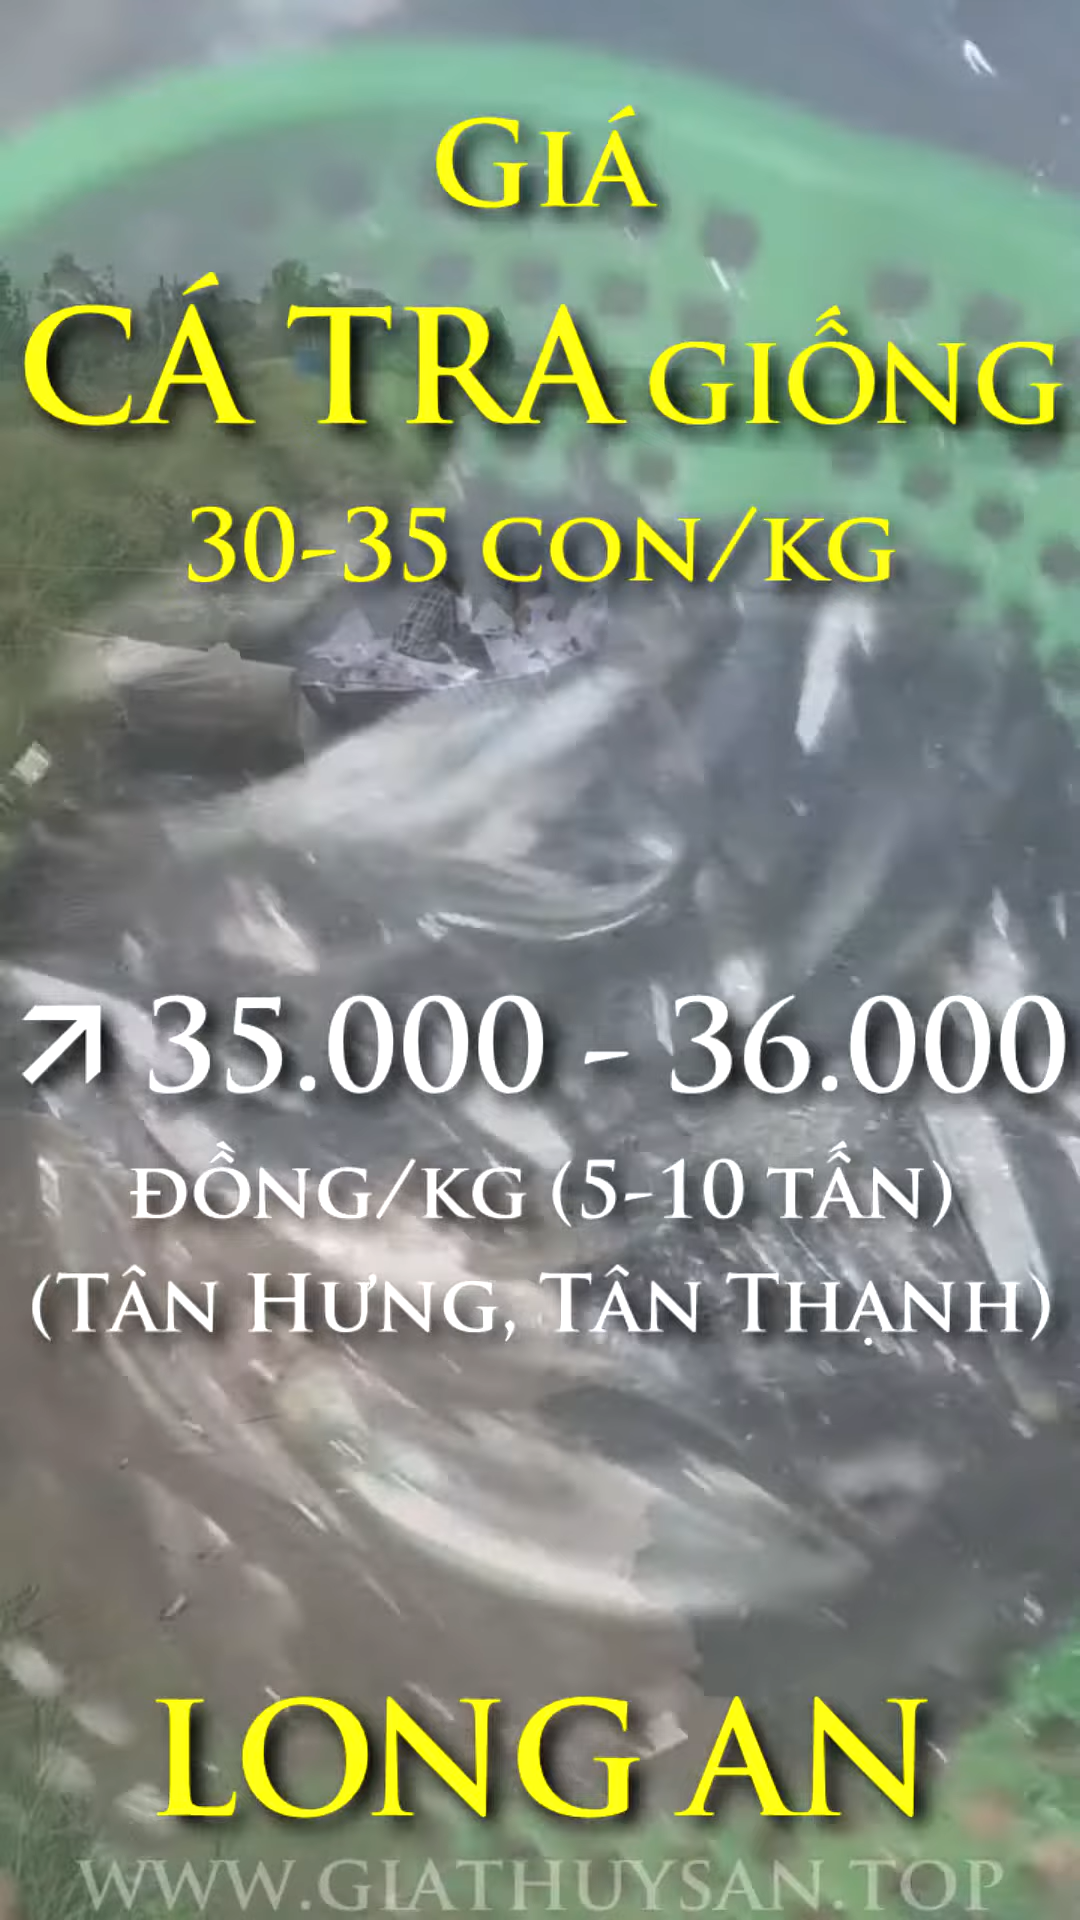 Giá
CÁ TRA GIỐNG
30-35 CON/KG
↗ 35.000 - 36.000
ĐỒNG/KG (5-10 TẤN)
(TÂN HƯNG, TÂN THẠNH)
LONG AN
WWW.GIATHUYSAN.TOP